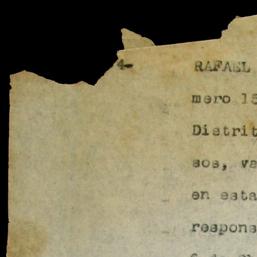 4- RAFAEL
mero 15
Distrit
sos, va
en esta
respons